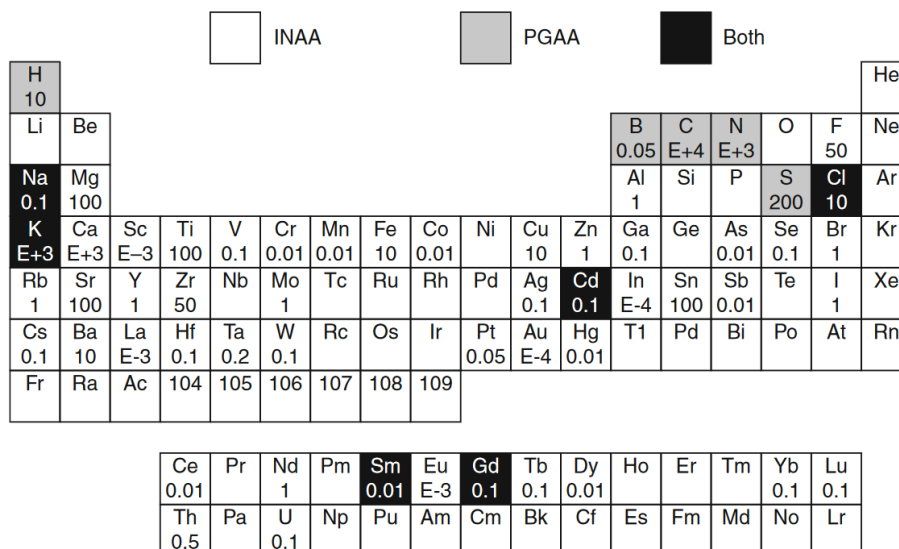 INAA PGAA Both
H He
10
Li Be B C N O F Ne
0.05 E+4 E+3 50
Na Mg Al Si P S Cl Ar
0.1 100 1 200 10
K Ca Sc Ti V Cr Mn Fe Co Ni Cu Zn Ga Ge As Se Br Kr
E+3 E+3 E–3 100 0.1 0.01 0.01 10 0.01 10 1 0.1 0.01 0.1 1
Rb Sr Y Zr Nb Mo Tc Ru Rh Pd Ag Cd In Sn Sb Te I Xe
1 100 1 50 1 0.1 0.1 E-4 100 0.01 1
Cs Ba La Hf Ta W Rc Os Ir Pt Au Hg T1 Pd Bi Po At Rn
0.1 10 E-3 0.1 0.2 0.1 0.05 E-4 0.01
Fr Ra Ac 104 105 106 107 108 109
Ce Pr Nd Pm Sm Eu Gd Tb Dy Ho Er Tm Yb Lu
0.01 1 0.01 E-3 0.1 0.1 0.01 0.1 0.1
Th Pa U Np Pu Am Cm Bk Cf Es Fm Md No Lr
0.5 0.1